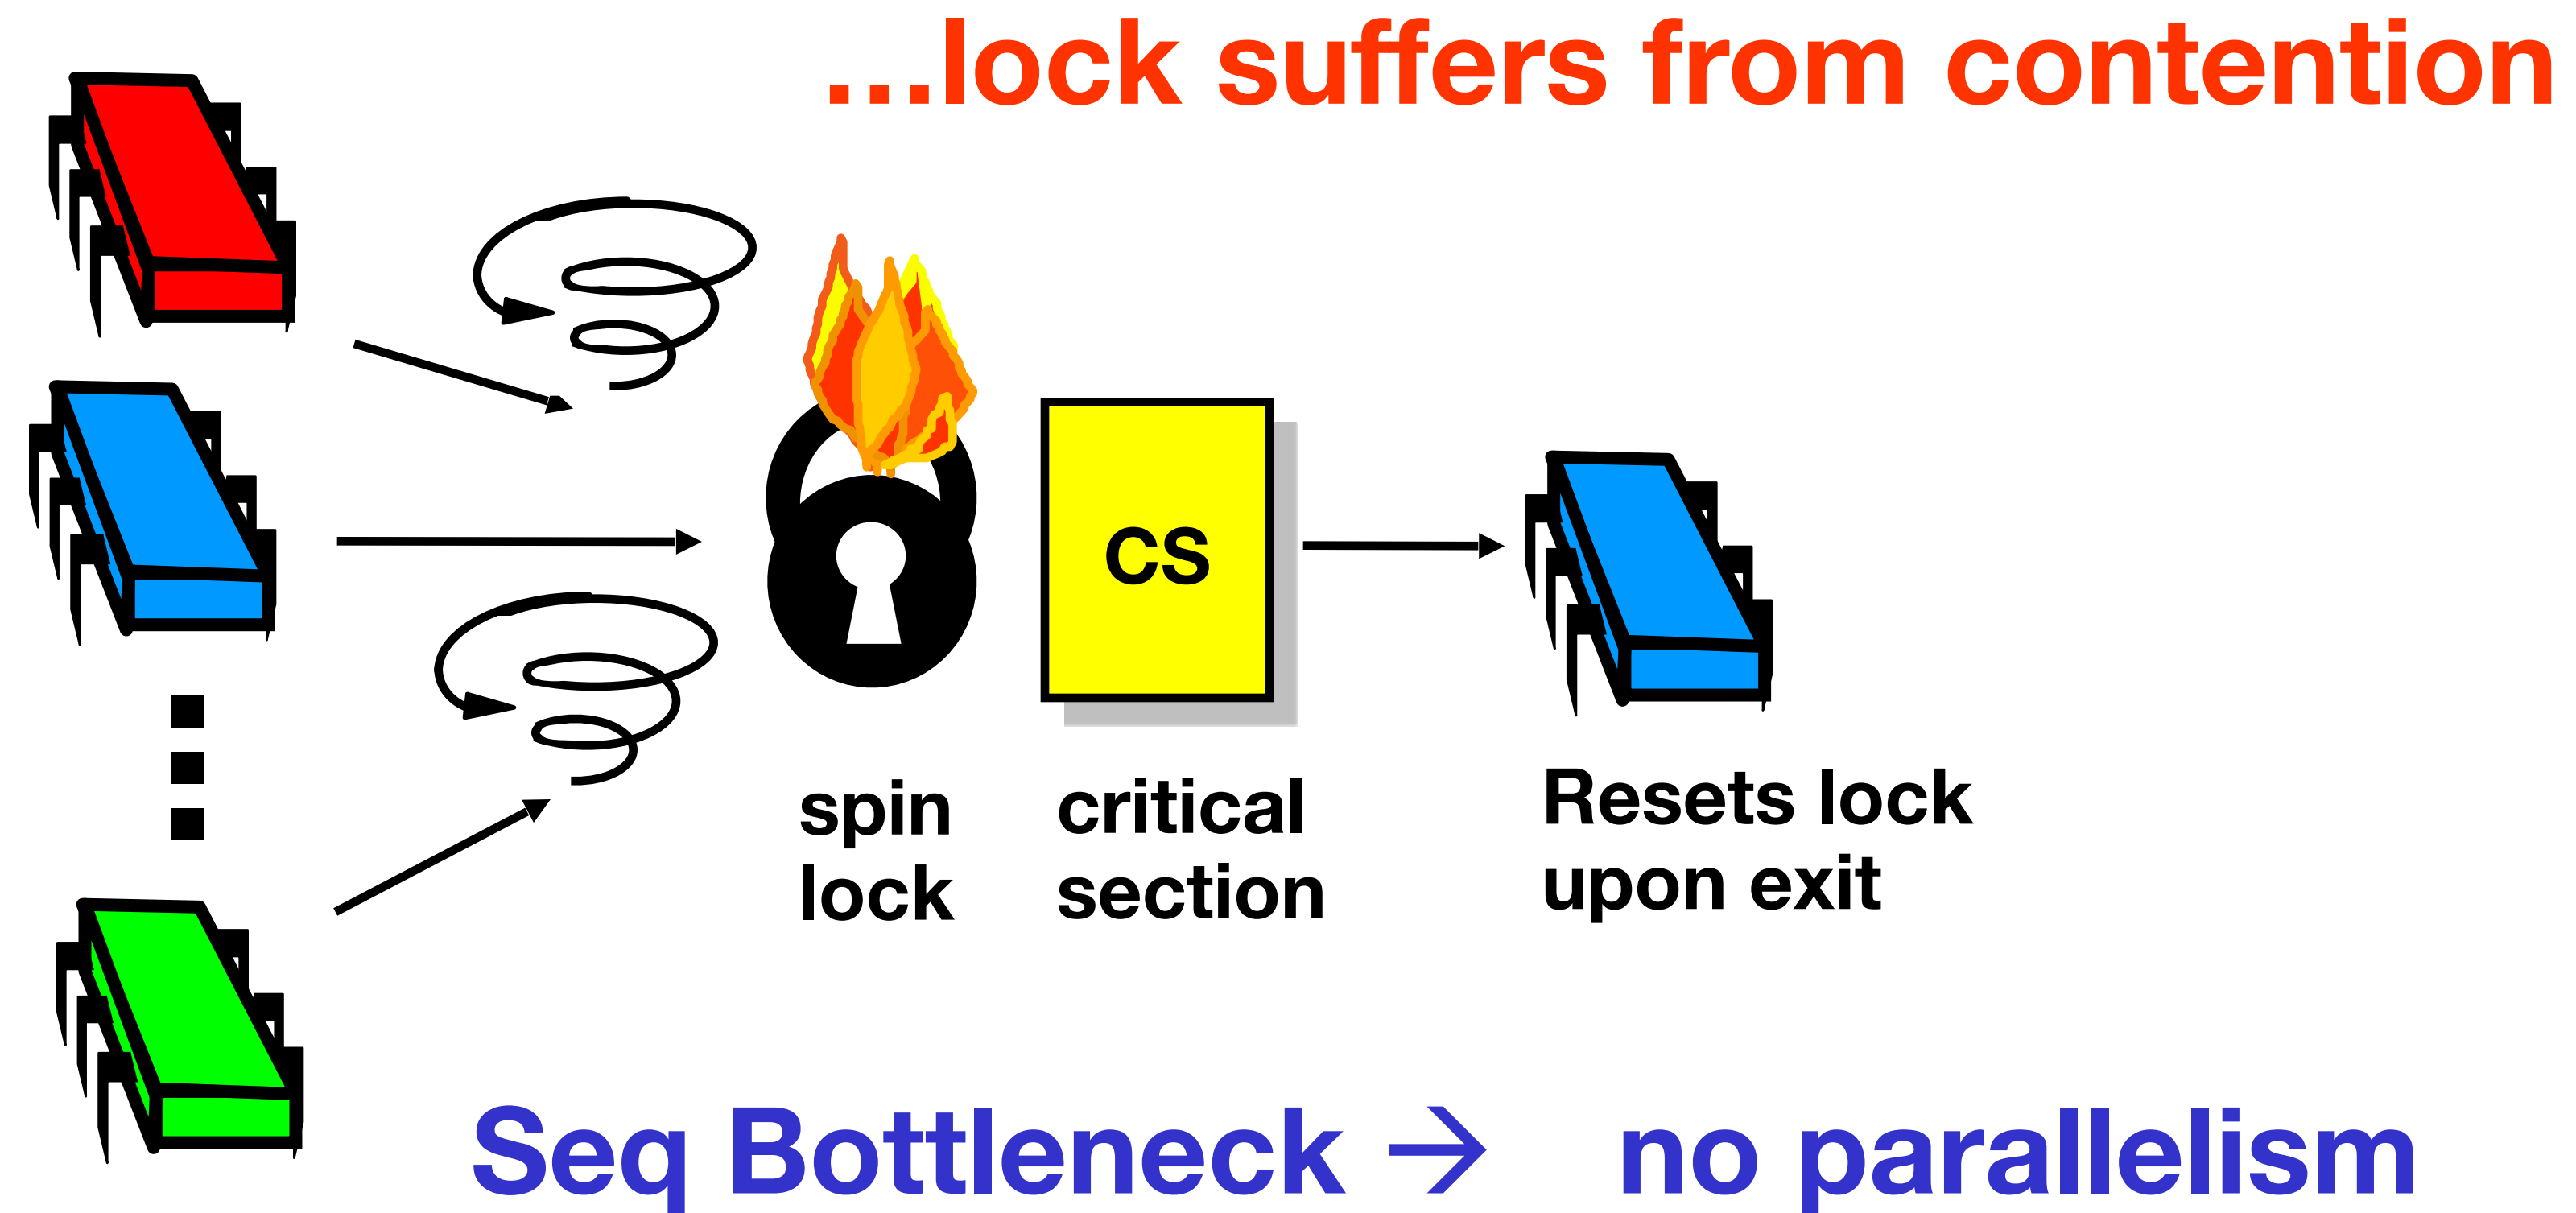 ...lock suffers from contention
CS
spin
lock
critical
section
Resets lock
upon exit
Seq Bottleneck → no parallelism